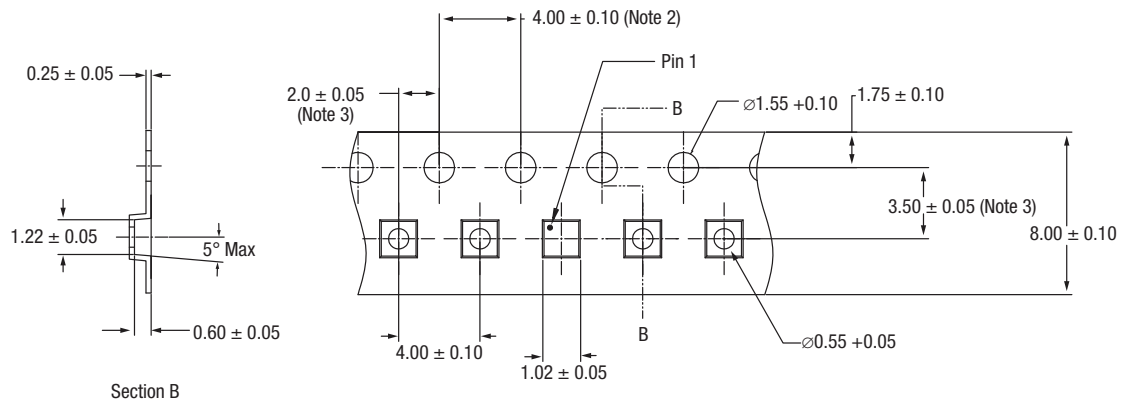 4.00 ± 0.10 (Note 2)
Pin 1
0.25 ± 0.05
2.0 ± 0.05
(Note 3)
B
∅1.55 +0.10
1.75 ± 0.10
3.50 ± 0.05 (Note 3)
1.22 ± 0.05
8.00 ± 0.10
5° Max
0.60 ± 0.05
4.00 ± 0.10
B
∅0.55 +0.05
1.02 ± 0.05
Section B